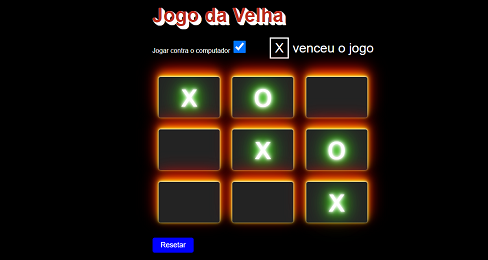 Jogo da Velha
Jogar contra o computador X venceu o jogo
X O
X O
X
Resetar